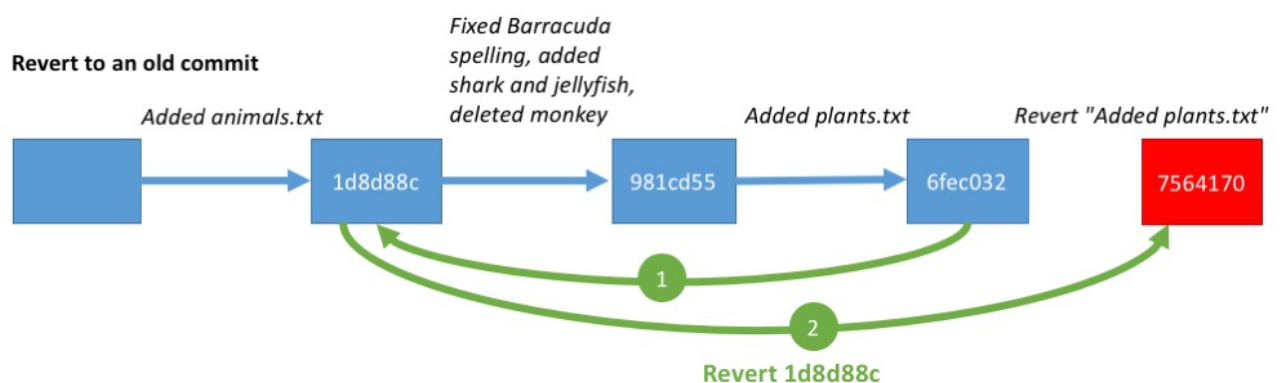 Revert to an old commit
Added animals.txt
Fixed Barracuda
spelling, added
shark and jellyfish,
deleted monkey
Added plants.txt
Revert "Added plants.txt"
1d8d88c
981cd55
6fec032
7564170
1
2
Revert 1d8d88c